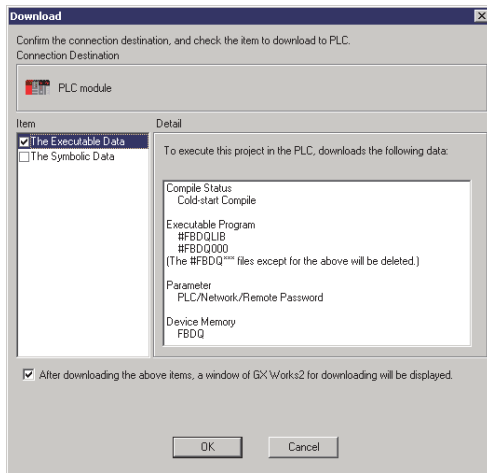 Download
Confirm the connection destination, and check the item to download to PLC.
Connection Destination
PLC module
Item
Detail
The Executable Data
The Symbolic Data
To execute this project in the PLC, downloads the following data:
Compile Status
Cold-start Compile
Executable Program
#FBDQLIB
#FBDQ000
(The #FBDQ*** files except for the above will be deleted.)
Parameter
PLC/Network/Remote Password
Device Memory
FBDQ
After downloading the above items, a window of GX Works2 for downloading will be displayed.
OK
Cancel